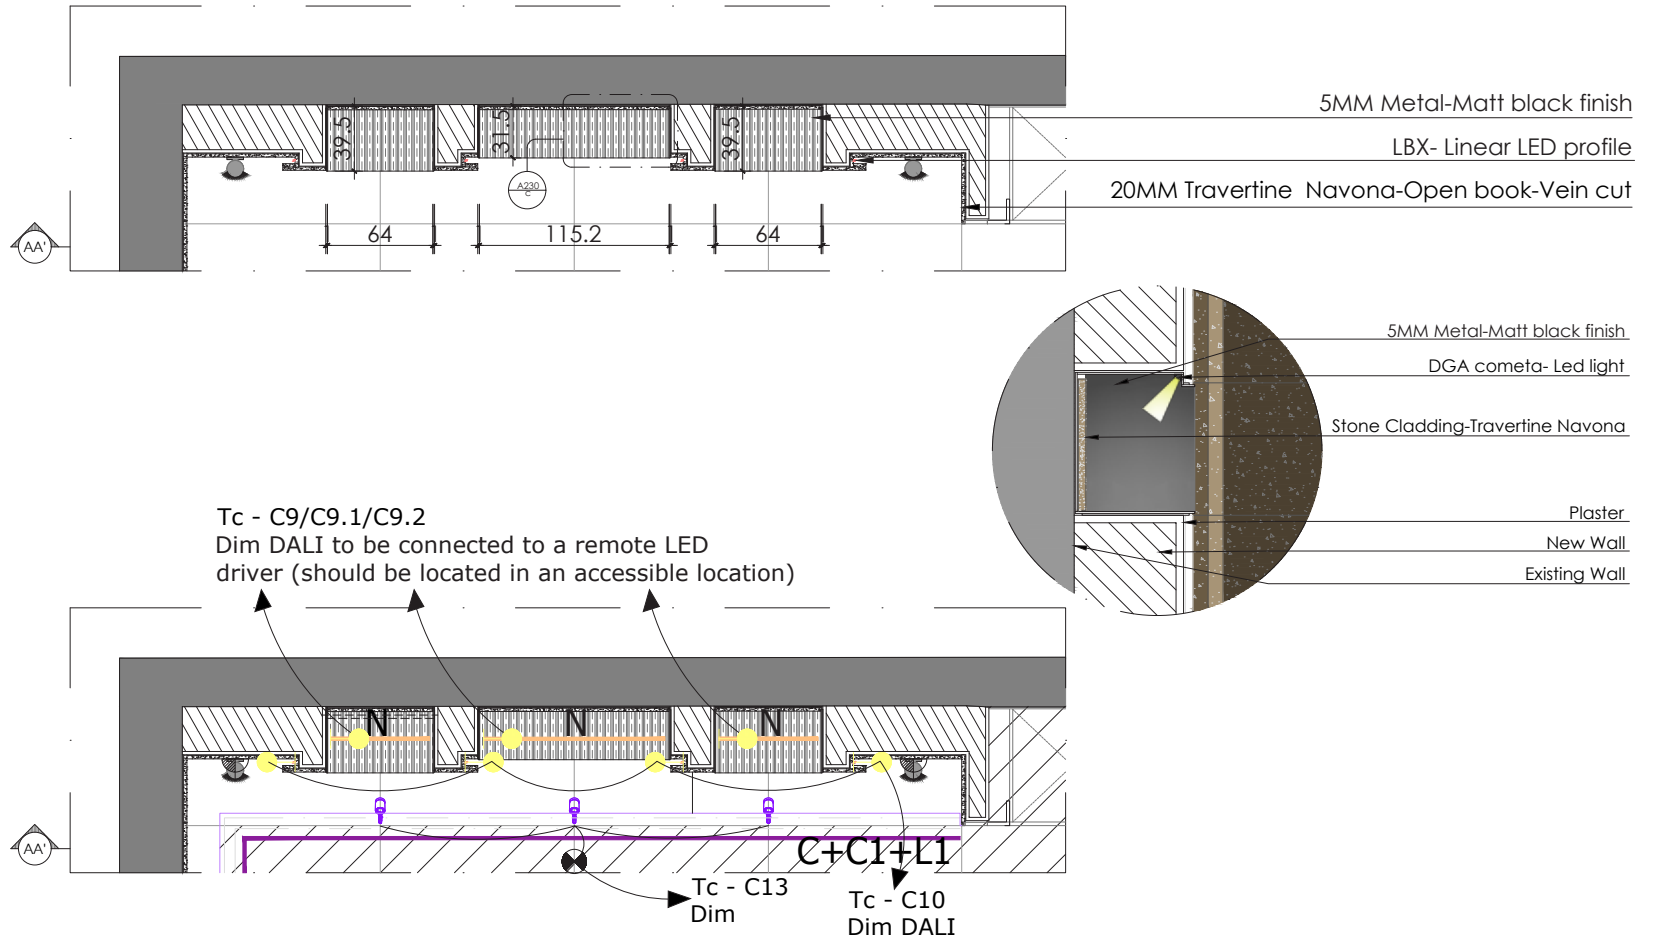 5MM Metal-Matt black finish
39.5
31.5
39.5
LBX- Linear LED profile
20MM Travertine Navona-Open book-Vein cut
A230
C
AA'
64
115.2
64
5MM Metal-Matt black finish
DGA cometa- Led light
Stone Cladding-Travertine Navona
Plaster
New Wall
Existing Wall
Tc - C9/C9.1/C9.2
Dim DALI to be connected to a remote LED
driver (should be located in an accessible location)
N
N
N
AA'
C+C1+L1
Tc - C13
Dim
Tc - C10
Dim DALI